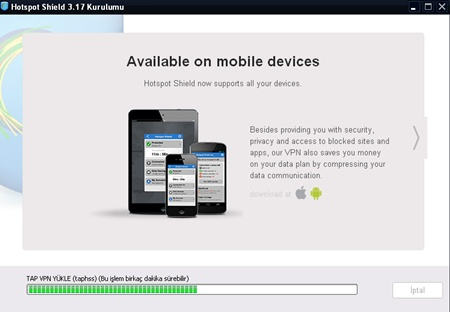 Hotspot Shield 3.17 Kurulumu
Available on mobile devices
Hotspot Shield now supports all your devices.
Besides providing you with security,
privacy and access to blocked sites and
apps, our VPN also saves you money
on your data plan by compressing your
data communication.
download at
TAP VPN YÜKLE (taphss) (Bu işlem birkaç dakika sürebilir)
İptal